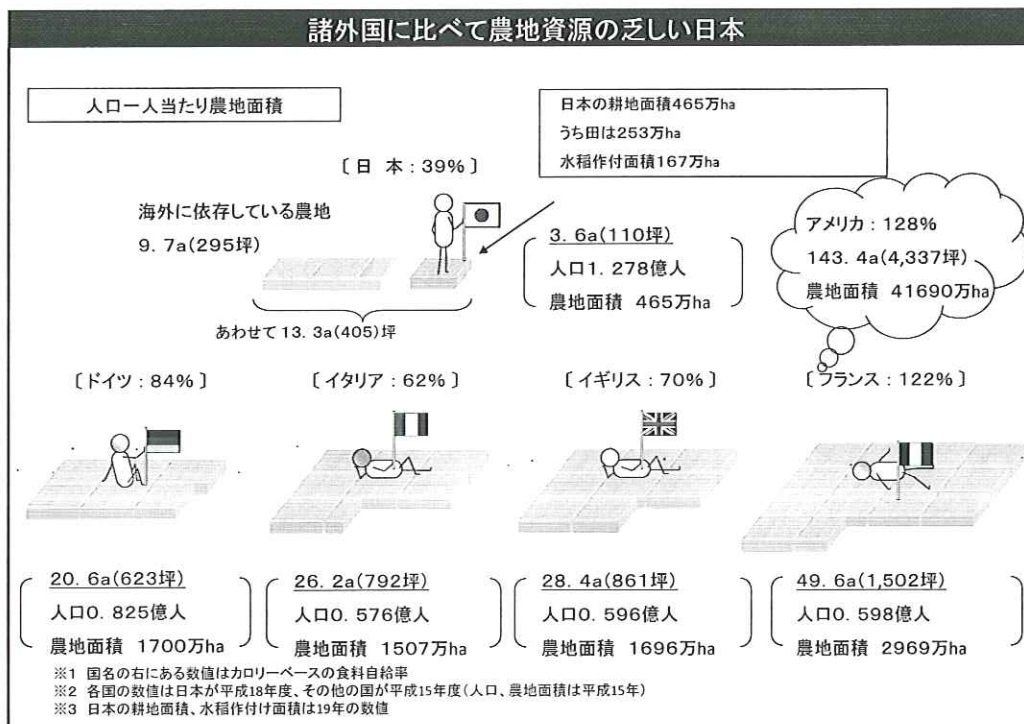 諸外国に比べて農地資源の乏しい日本
人口一人当たり農地面積
日本の耕地面積465万ha
うち田は253万ha
水稲作付面積167万ha
〔日 本：39%〕
海外に依存している農地
9．7a(295坪)
あわせて13．3a(405)坪
3．6a(110坪)
人口1．278億人
農地面積 465万ha
アメリカ：128%
143．4a(4,337坪)
農地面積 41690万ha
〔ドイツ：84%〕
〔イタリア：62%〕
〔イギリス：70%〕
〔フランス：122%〕
20．6a(623坪)
人口0．825億人
農地面積 1700万ha
26．2a(792坪)
人口0．576億人
農地面積 1507万ha
28．4a(861坪)
人口0．596億人
農地面積 1696万ha
49．6a(1,502坪)
人口0．598億人
農地面積 2969万ha
※1 国名の右にある数値はカロリーベースの食料自給率
※2 各国の数値は日本が平成18年度、その他の国が平成15年度(人口、農地面積は平成15年)
※3 日本の耕地面積、水稲作付け面積は19年の数値